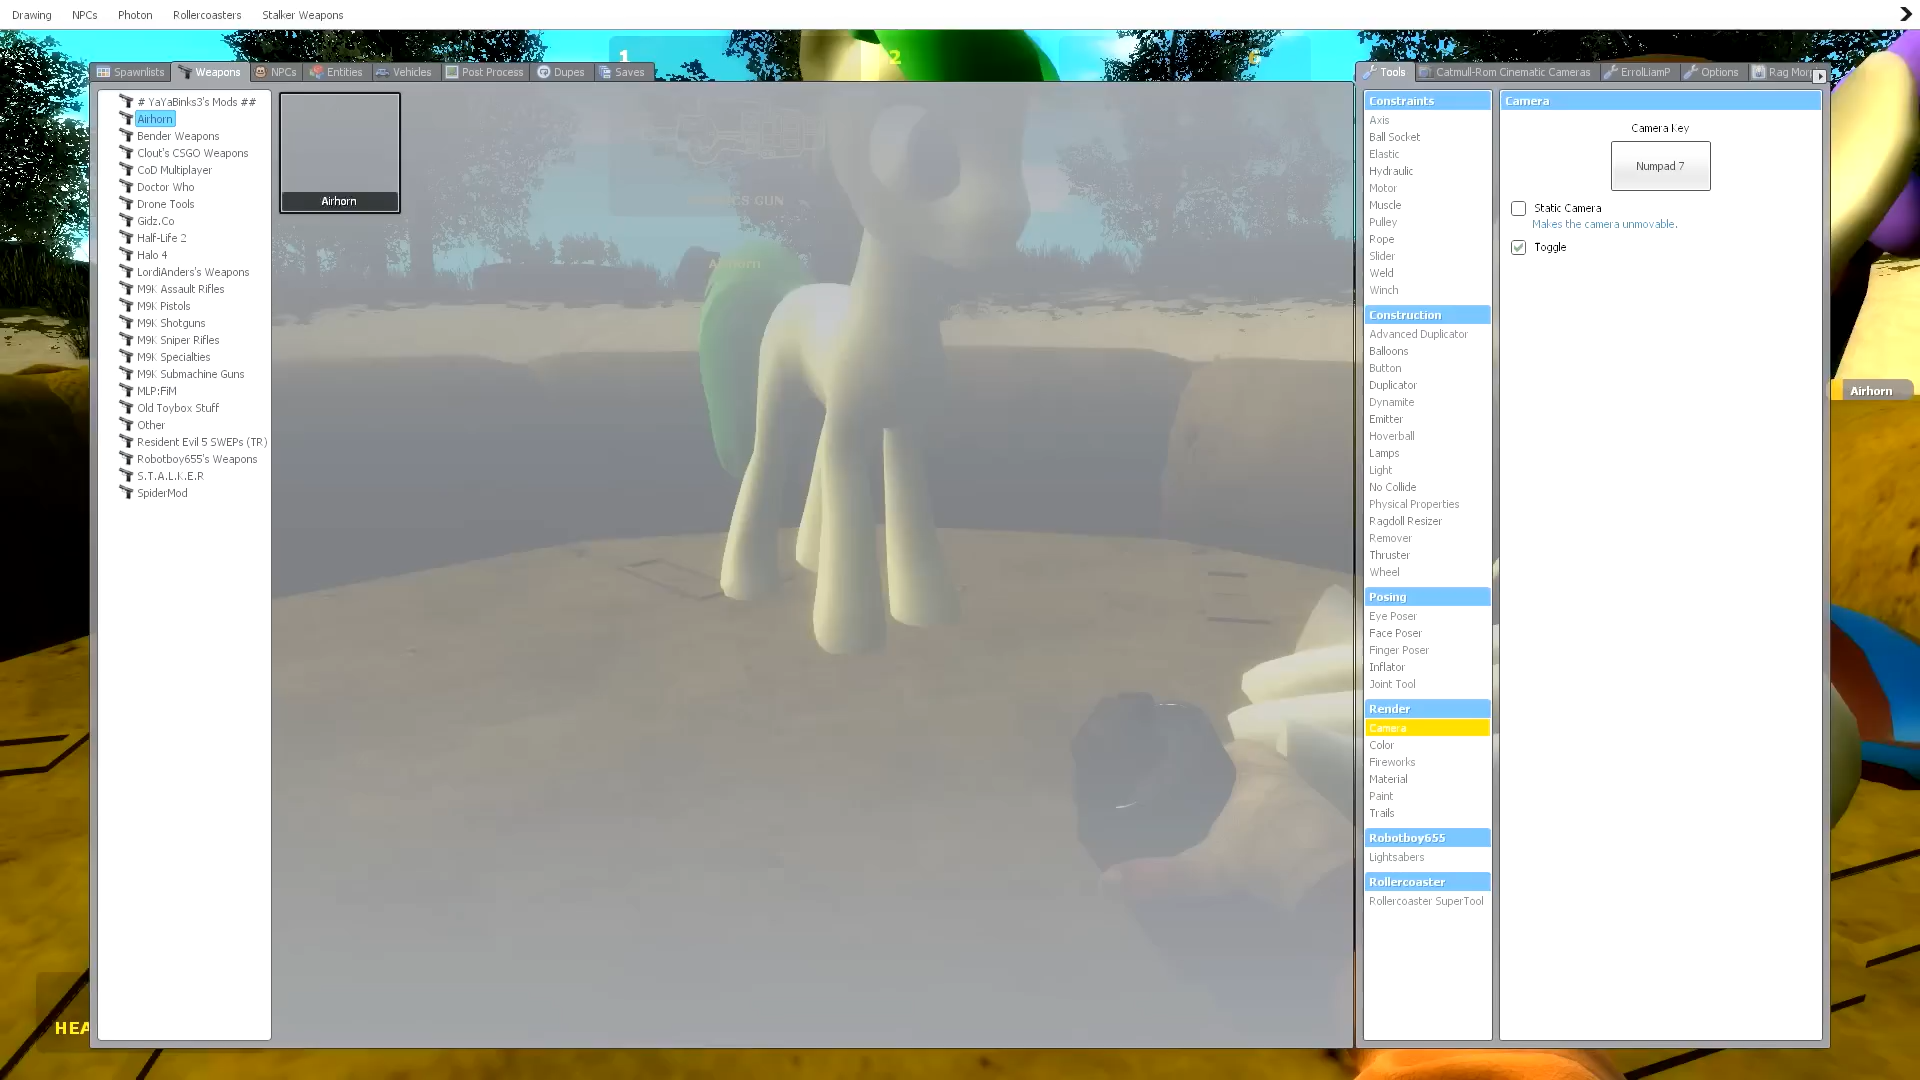 Drawing NPCs Photon Rollercoasters Stalker Weapons
1
2
6
Spawnlists Weapons NPCs Entities Vehicles Post Process Dupes Saves
# YaYaBinks3's Mods ##
Airhorn
Bender Weapons
Clout's CSGO Weapons
CoD Multiplayer
Doctor Who
Drone Tools
Gidz.Co
Half-Life 2
Halo 4
LordiAnders's Weapons
M9K Assault Rifles
M9K Pistols
M9K Shotguns
M9K Sniper Rifles
M9K Specialties
M9K Submachine Guns
MLP:FiM
Old Toybox Stuff
Other
Resident Evil 5 SWEPs (TR)
Robotboy655's Weapons
S.T.A.L.K.E.R
SpiderMod
Airhorn
PHYSICS GUN
Airhorn
HEA
Tools Catmull-Rom Cinematic Cameras ErrolLiamP Options Rag Mor
Constraints
Axis
Ball Socket
Elastic
Hydraulic
Motor
Muscle
Pulley
Rope
Slider
Weld
Winch
Construction
Advanced Duplicator
Balloons
Button
Duplicator
Dynamite
Emitter
Hoverball
Lamps
Light
No Collide
Physical Properties
Ragdoll Resizer
Remover
Thruster
Wheel
Posing
Eye Poser
Face Poser
Finger Poser
Inflator
Joint Tool
Render
Camera
Color
Fireworks
Material
Paint
Trails
Robotboy655
Lightsabers
Rollercoaster
Rollercoaster SuperTool
Camera
Camera Key
Numpad 7
Static Camera
Makes the camera unmovable.
Toggle
Airhorn